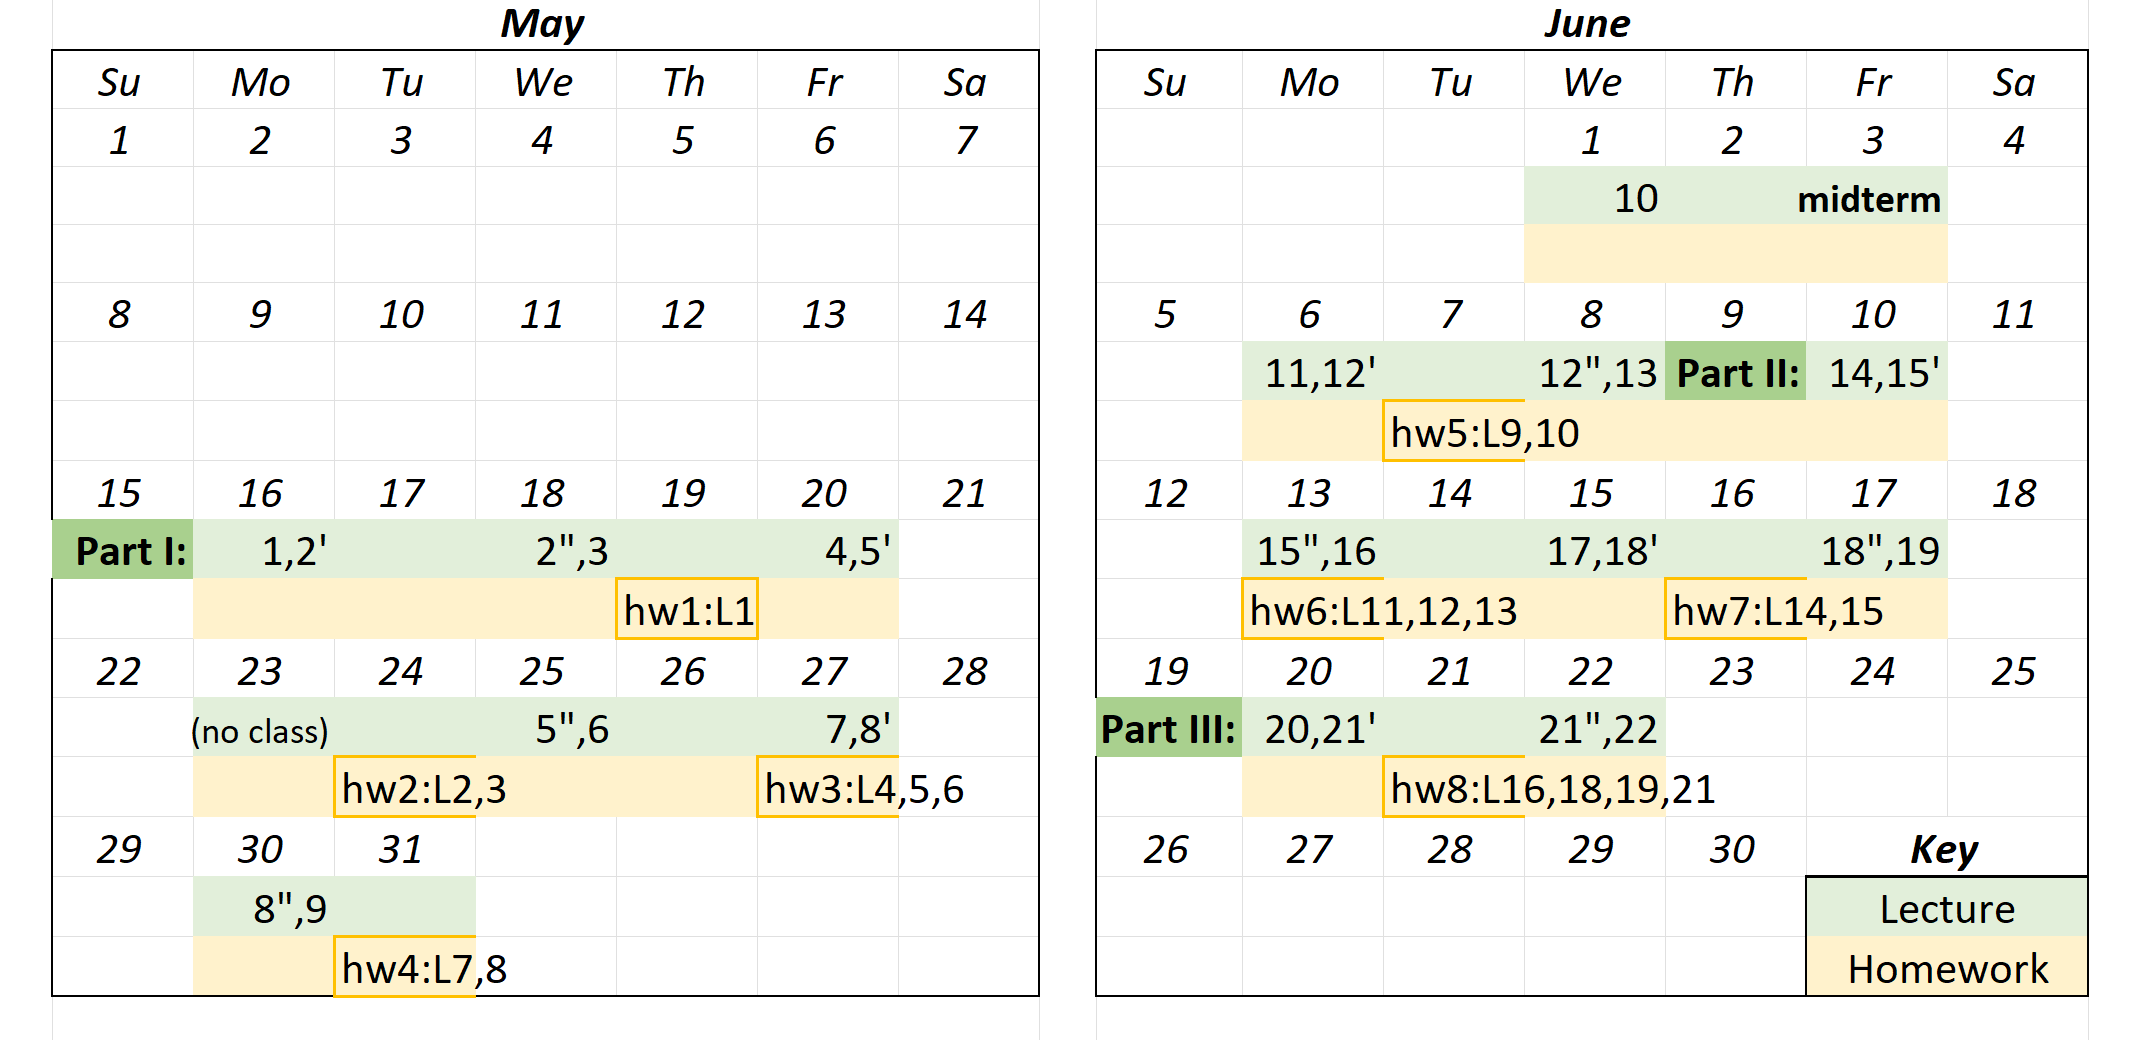 May
Su Mo Tu We Th Fr Sa
1 2 3 4 5 6 7
8 9 10 11 12 13 14
15 16 17 18 19 20 21
Part I: 1,2' 2",3 4,5'
hw1:L1
22 23 24 25 26 27 28
(no class) 5",6 7,8'
hw2:L2,3 hw3:L4,5,6
29 30 31
8",9
hw4:L7,8
June
Su Mo Tu We Th Fr Sa
1 2 3 4
10 midterm
5 6 7 8 9 10 11
11,12' 12",13 Part II: 14,15'
hw5:L9,10
12 13 14 15 16 17 18
15",16 17,18' 18",19
hw6:L11,12,13 hw7:L14,15
19 20 21 22 23 24 25
Part III: 20,21' 21",22
hw8:L16,18,19,21
26 27 28 29 30 Key
Lecture
Homework